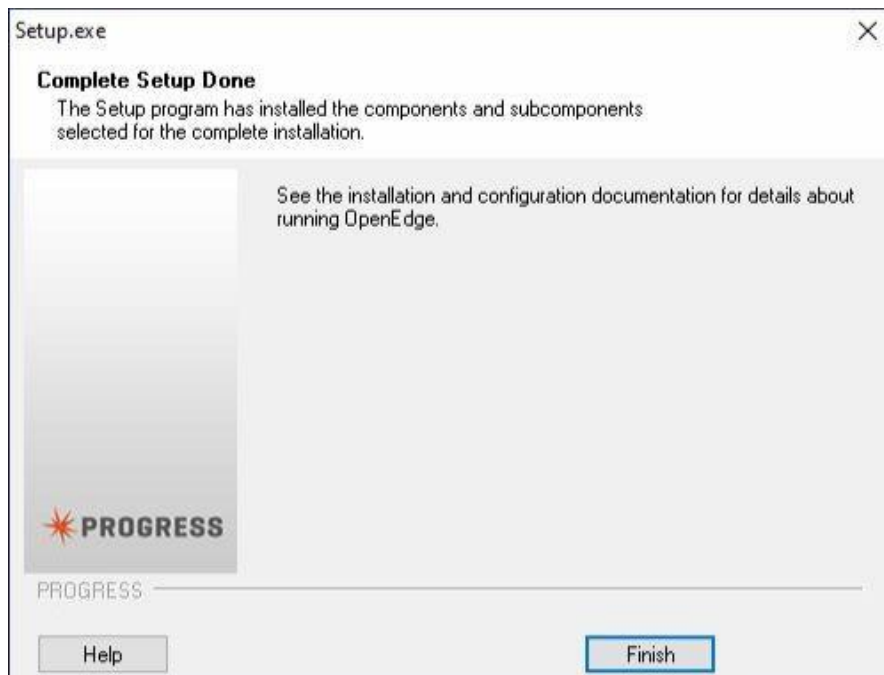 Setup.exe
Complete Setup Done
The Setup program has installed the components and subcomponents
selected for the complete installation.
See the installation and configuration documentation for details about
running OpenEdge.
PROGRESS
PROGRESS
Help
Finish